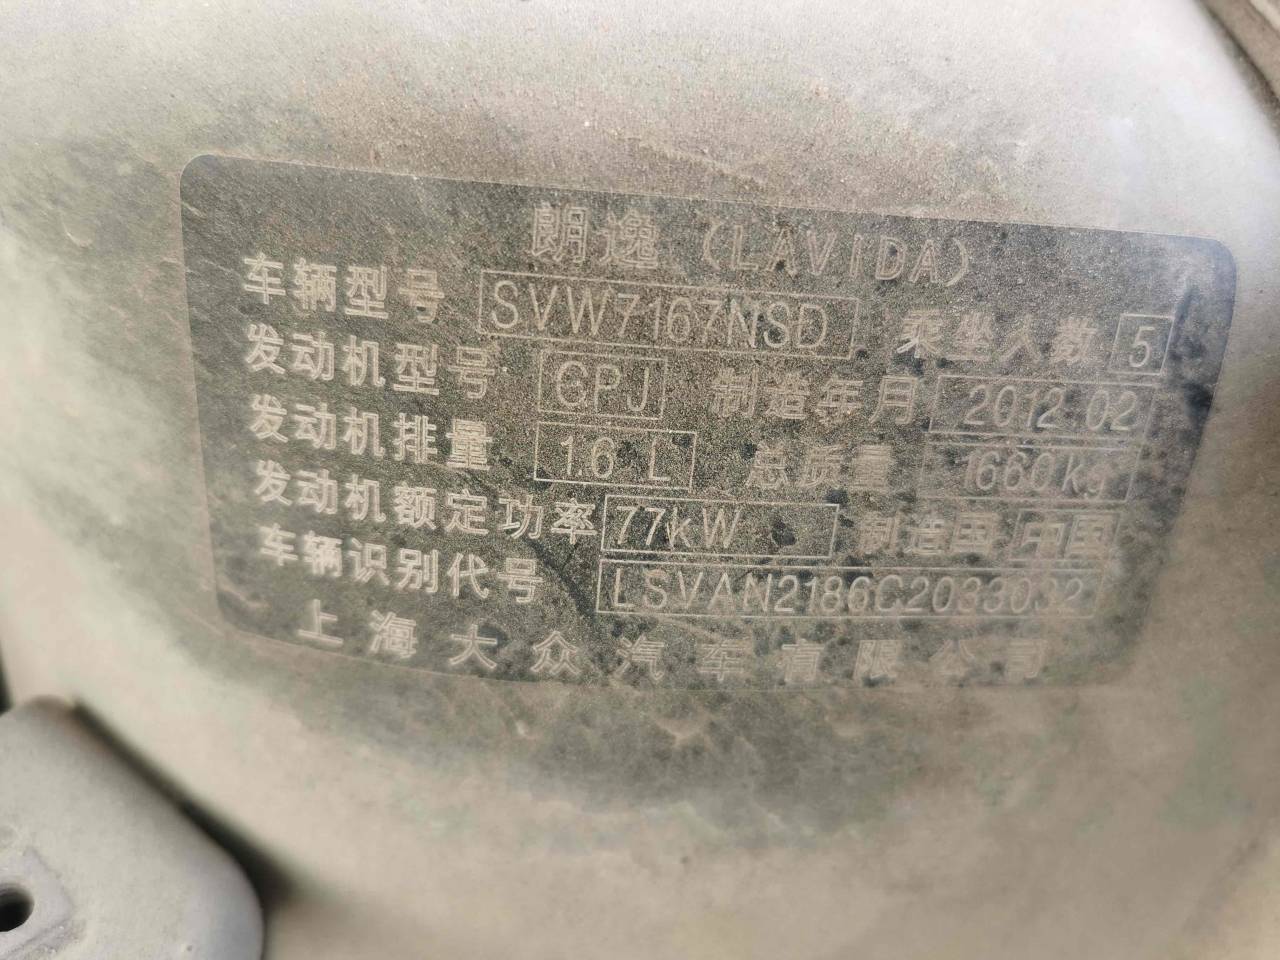 朗逸 (LAVIDA)
车辆型号 SVW7167NSD 乘坐人数 5
发动机型号 CPJ 制造年月 2012.02
发动机排量 1.6 L 总质量 1660kg
发动机额定功率 77kW 制造国 中国
车辆识别代号 LSVAN2186C2033032
上海大众汽车有限公司